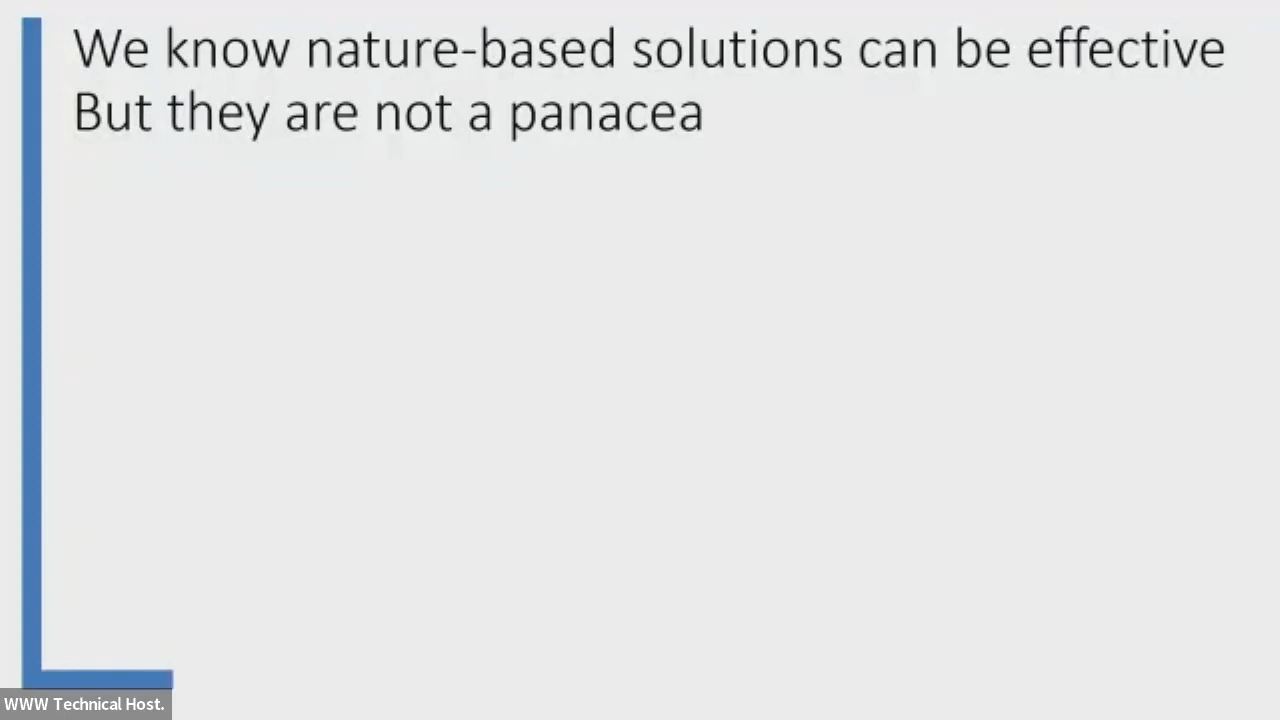 We know nature-based solutions can be effective
But they are not a panacea
WWW Technical Host.